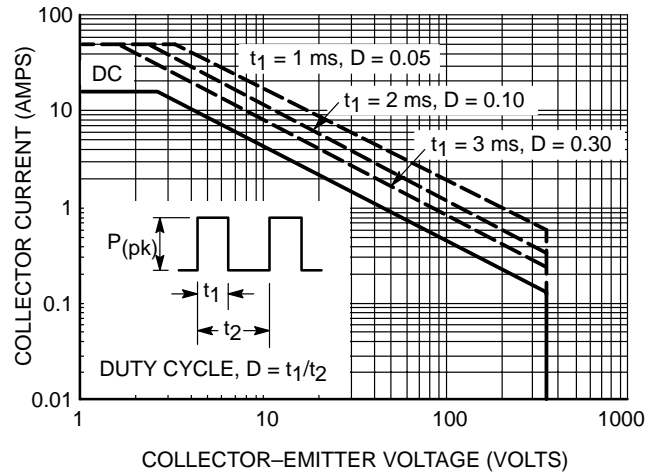 COLLECTOR CURRENT (AMPS)
100
10
1
0.1
0.01
DC
t1 = 1 ms, D = 0.05
t1 = 2 ms, D = 0.10
t1 = 3 ms, D = 0.30
P(pk)
t1
t2
DUTY CYCLE, D = t1/t2
1
10
100
1000
COLLECTOR–EMITTER VOLTAGE (VOLTS)